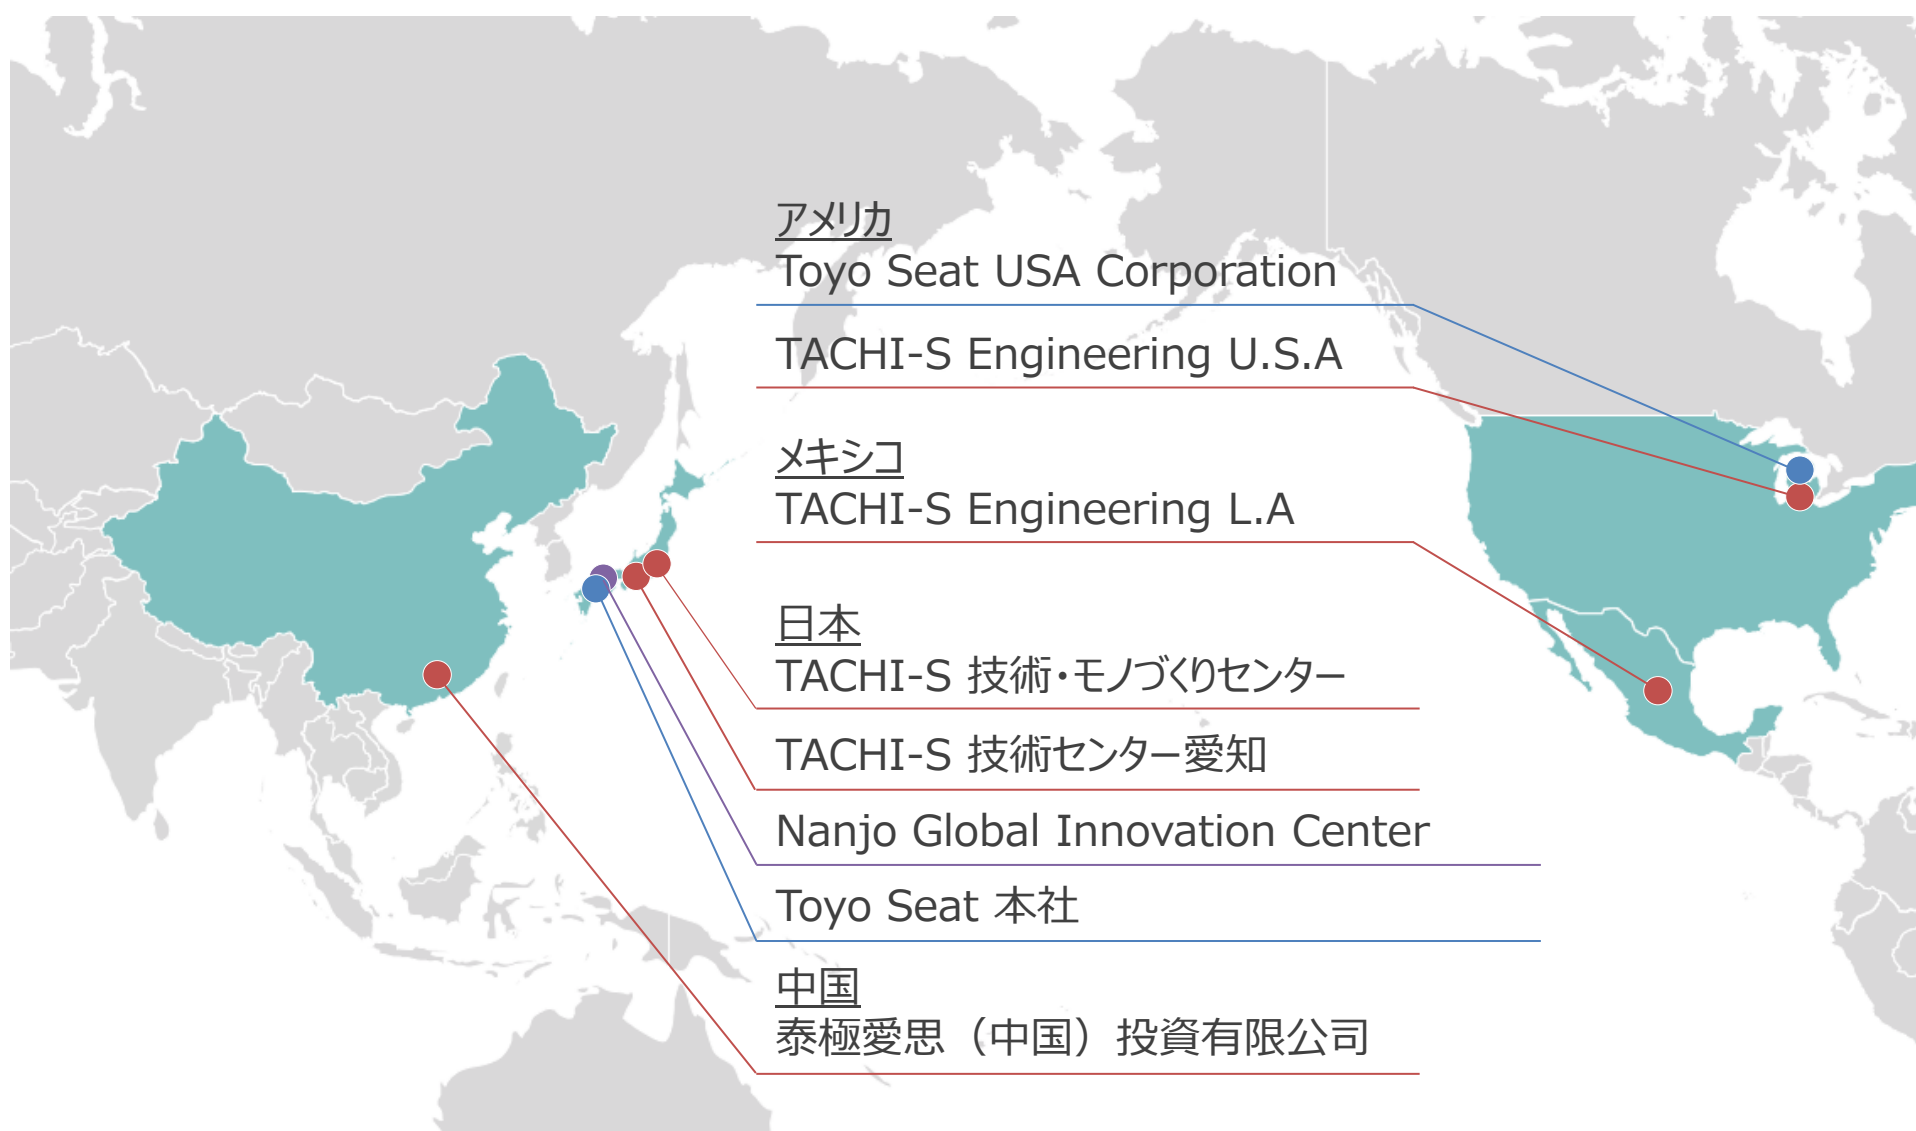 アメリカ
Toyo Seat USA Corporation
TACHI-S Engineering U.S.A
メキシコ
TACHI-S Engineering L.A
日本
TACHI-S 技術・モノづくりセンター
TACHI-S 技術センター愛知
Nanjo Global Innovation Center
Toyo Seat 本社
中国
泰極愛思（中国）投資有限公司